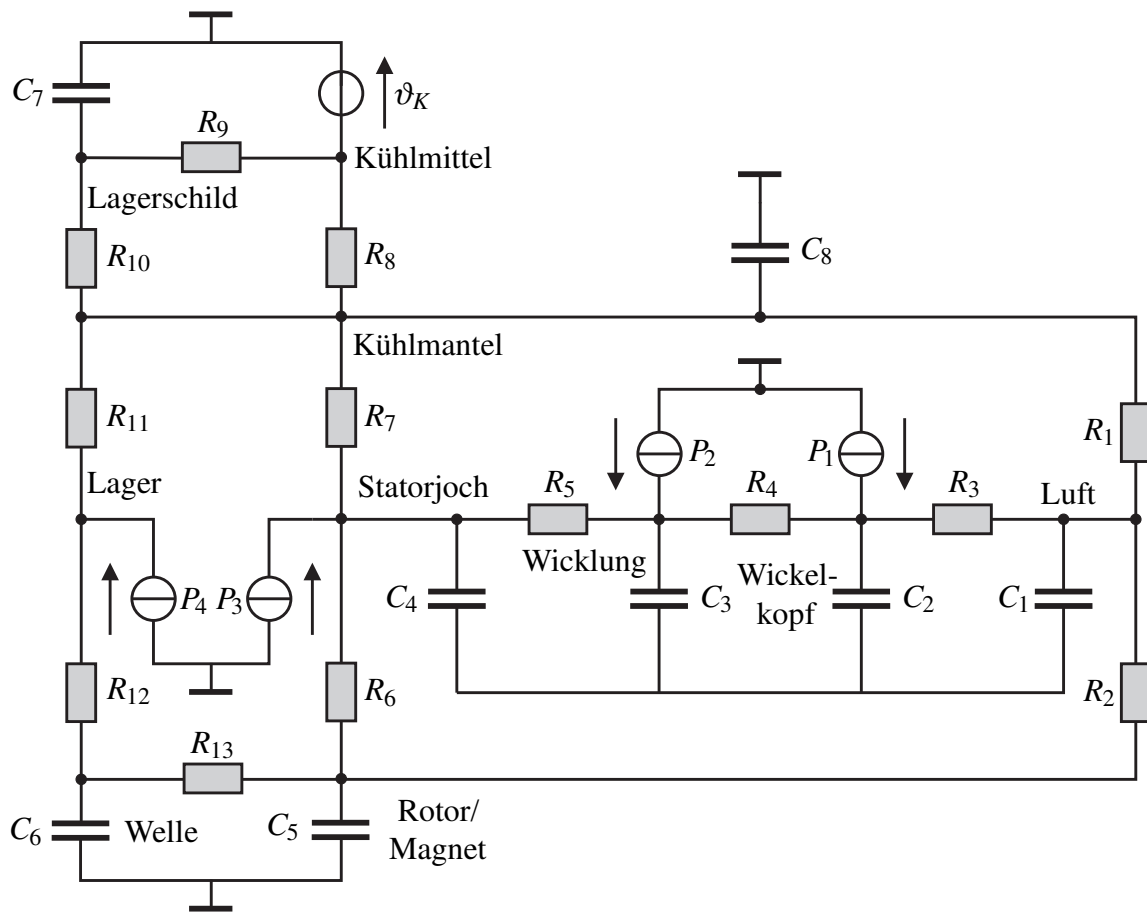 C7
ϑK
R9
Kühlmittel
Lagerschild
R10
R8
C8
Kühlmantel
R11
R7
P2
P1
R1
Lager
Statorjoch
R5
R4
R3
Luft
Wicklung
Wickel-
kopf
P4
P3
C4
C3
C2
C1
R12
R6
R2
R13
C6
Welle
C5
Rotor/
Magnet